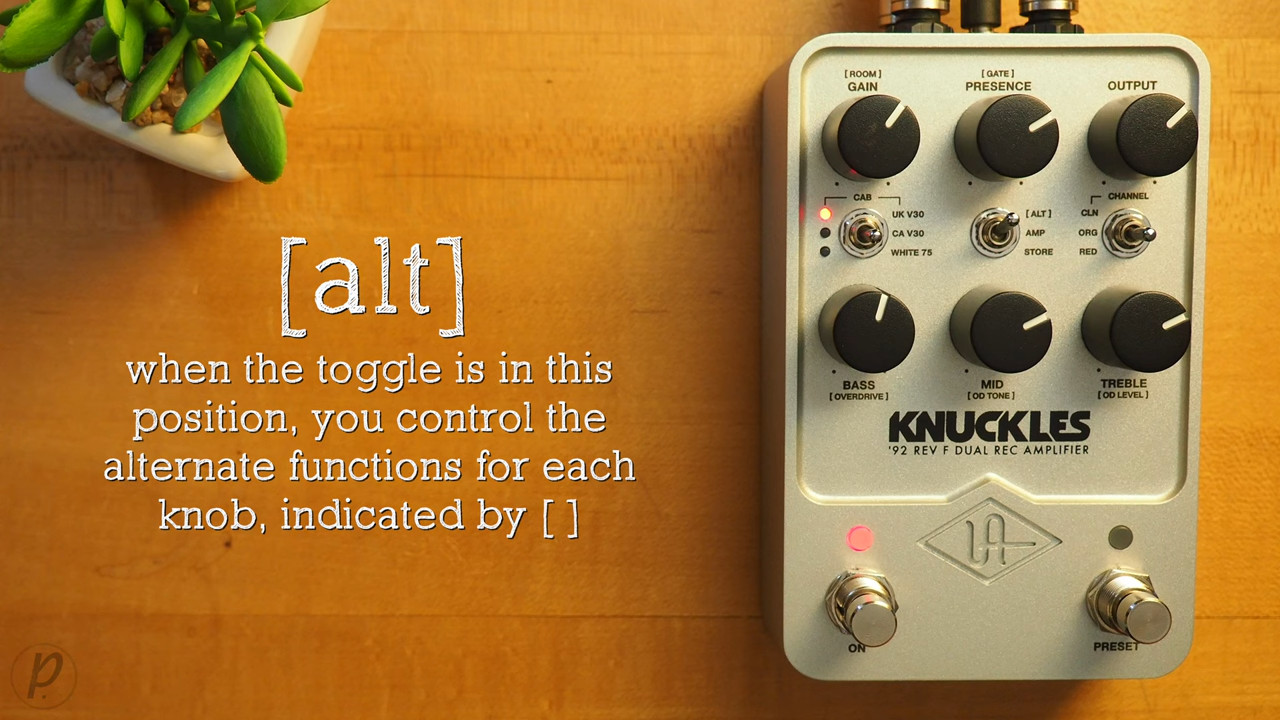 [alt]
when the toggle is in this
position, you control the
alternate functions for each
knob, indicated by [ ]
[ROOM]
GAIN
[GATE]
PRESENCE
OUTPUT
CAB
UK V30
CA V30
WHITE 75
[ALT]
AMP
STORE
CHANNEL
CLN
ORG
RED
BASS
[OVERDRIVE]
MID
[OD TONE]
TREBLE
[OD LEVEL]
KNUCKLES
'92 REV F DUAL REC AMPLIFIER
UA
ON
PRESET
p